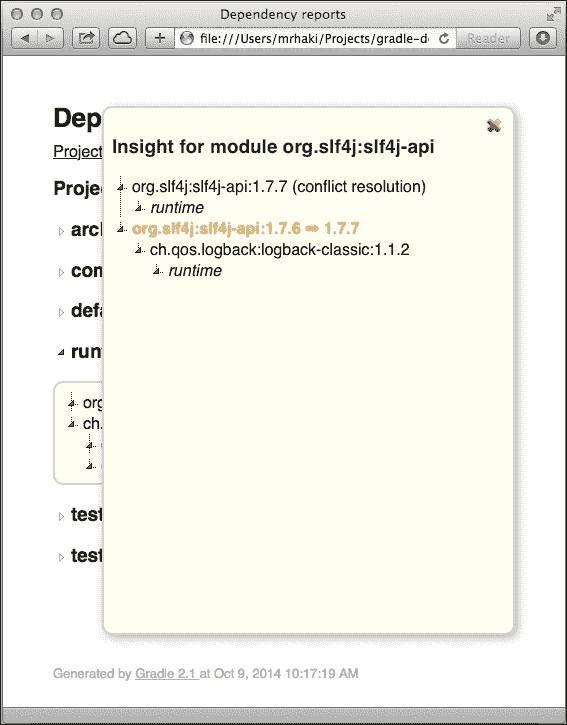 Dependency reports
file:///Users/mrhaki/Projects/gradle-de
Reader
Dep
Project
Insight for module org.slf4j:slf4j-api
org.slf4j:slf4j-api:1.7.7 (conflict resolution)
runtime
org.slf4j:slf4j-api:1.7.6 ➡ 1.7.7
ch.qos.logback:logback-classic:1.1.2
runtime
Proje
arc
con
defa
run
org
ch.
test
test
Generated by Gradle 2.1 at Oct 9, 2014 10:17:19 AM